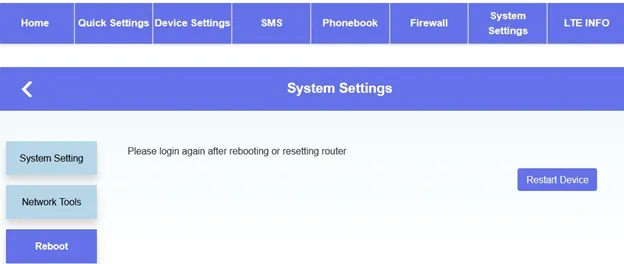 Home Quick Settings Device Settings SMS Phonebook Firewall System Settings LTE INFO
System Settings
System Setting
Please login again after rebooting or resetting router
Restart Device
Network Tools
Reboot